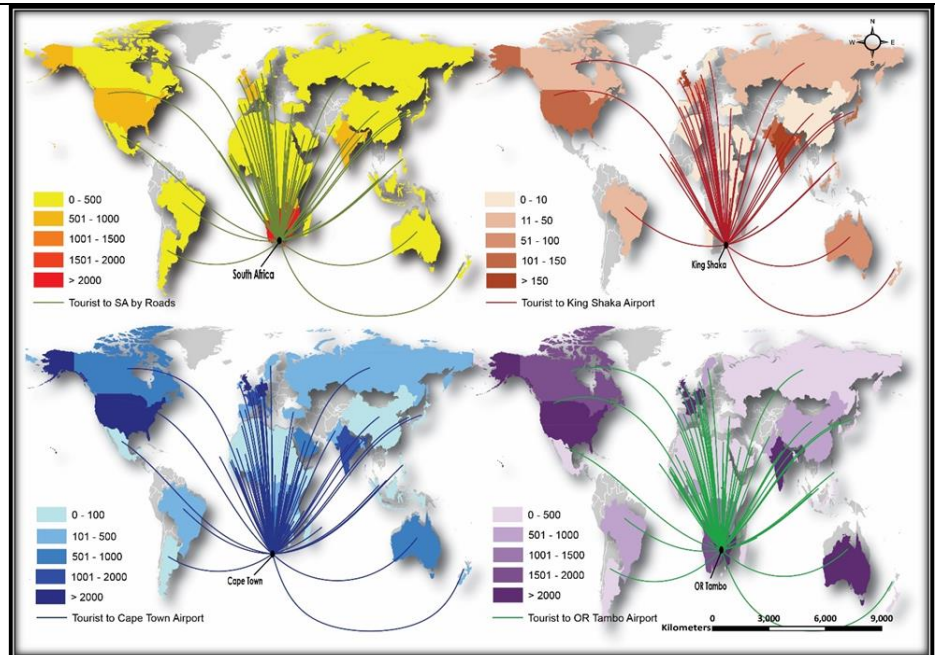 N
W E
S
0 - 500
501 - 1000
1001 - 1500
1501 - 2000
> 2000
South Africa
Tourist to SA by Roads
0 - 10
11 - 50
51 - 100
101 - 150
> 150
King Shaka
Tourist to King Shaka Airport
0 - 100
101 - 500
501 - 1000
1001 - 2000
> 2000
Cape Town
Tourist to Cape Town Airport
0 - 500
501 - 1000
1001 - 1500
1501 - 2000
> 2000
OR Tambo
Tourist to OR Tambo Airport
0 3,000 6,000 9,000
Kilometers